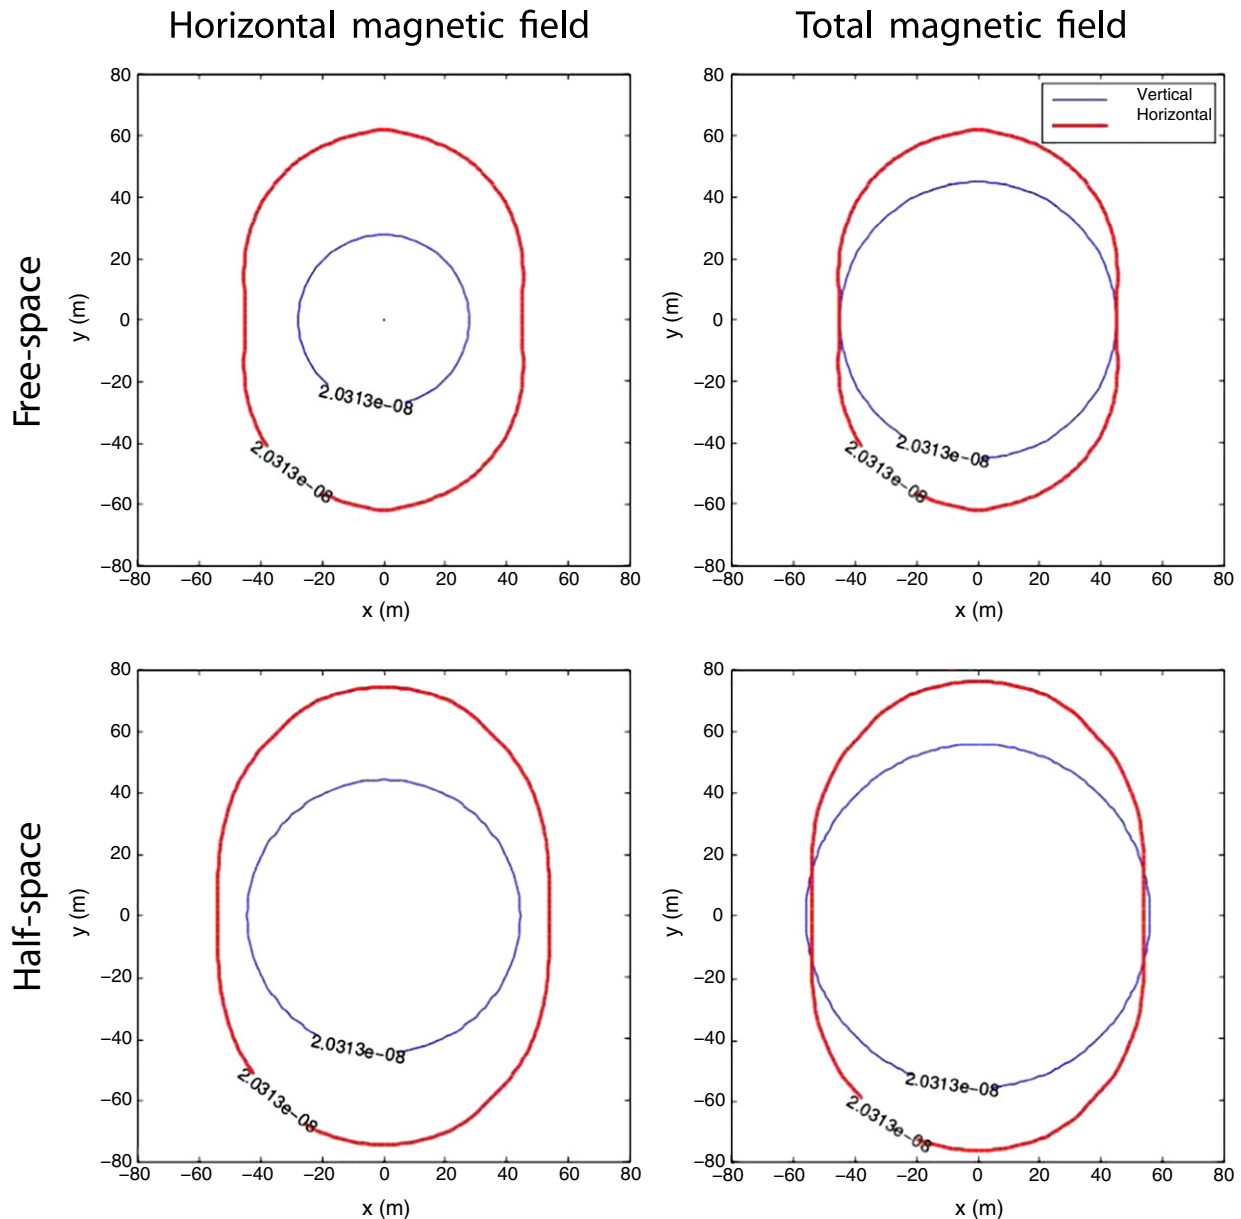 Horizontal magnetic field
Total magnetic field
Free-space
80
60
40
20
0
−20
−40
−60
−80
y (m)
2.0313e−08
2.0313e−08
−80 −60 −40 −20 0 20 40 60 80
x (m)
80
60
40
20
0
−20
−40
−60
−80
y (m)
Vertical
Horizontal
2.0313e−08
2.0313e−08
−80 −60 −40 −20 0 20 40 60 80
x (m)
Half-space
80
60
40
20
0
−20
−40
−60
−80
y (m)
2.0313e−08
2.0313e−08
−80 −60 −40 −20 0 20 40 60 80
x (m)
80
60
40
20
0
−20
−40
−60
−80
y (m)
2.0313e−08
2.0313e−08
−80 −60 −40 −20 0 20 40 60 80
x (m)